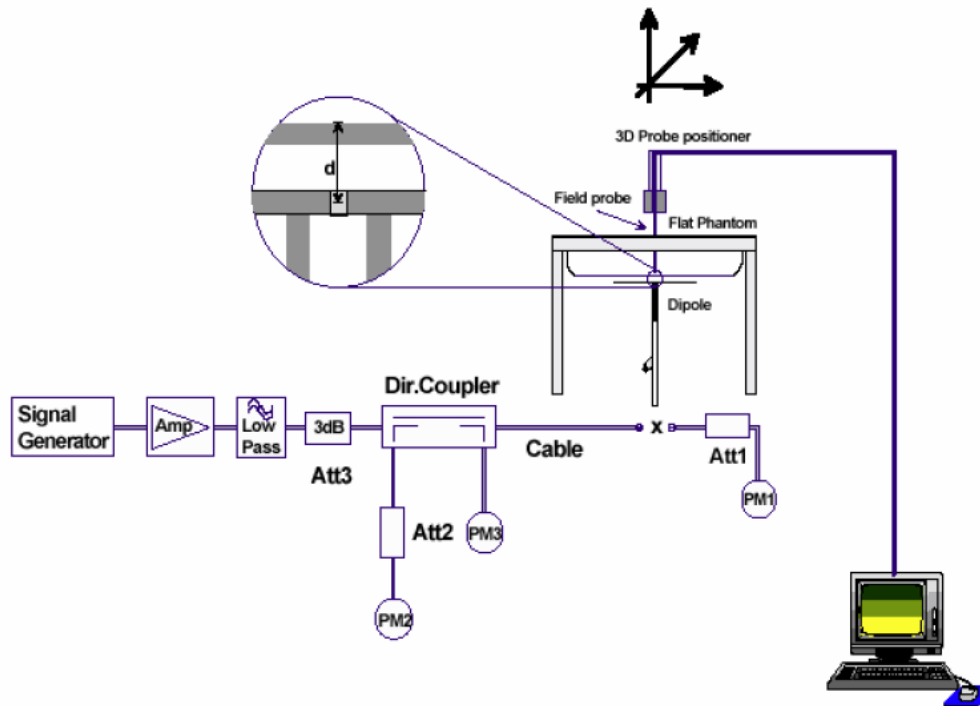 3D Probe positioner
d
Field probe
Flat Phantom
Dipole
Dir.Coupler
Signal
Generator
Amp
Low
Pass
3dB
Att3
Cable
x
Att1
PM1
Att2
PM3
PM2